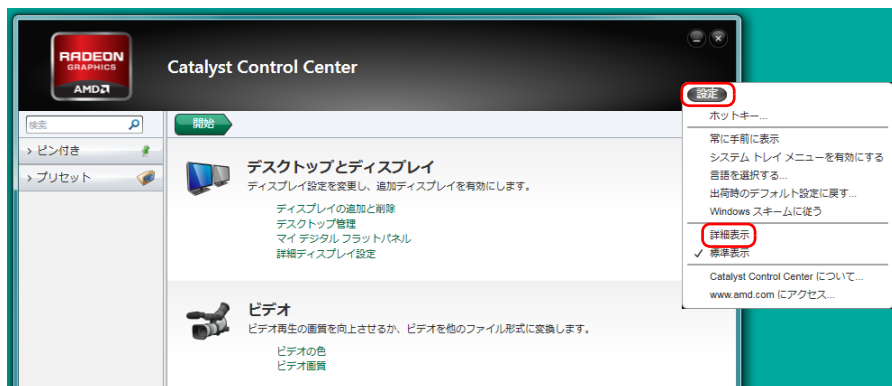 RADEON
GRAPHICS
AMD
Catalyst Control Center
検索
開始
ピン付き
プリセット
デスクトップとディスプレイ
ディスプレイ設定を変更し、追加ディスプレイを有効にします。
ディスプレイの追加と削除
デスクトップ管理
マイ デジタル フラットパネル
詳細ディスプレイ設定
ビデオ
ビデオ再生の画質を向上させるか、ビデオを他のファイル形式に変換します。
ビデオの色
ビデオ画質
設定
ホットキー...
常に手前に表示
システム トレイ メニューを有効にする
言語を選択する...
出荷時のデフォルト設定に戻す...
Windows スキームに従う
詳細表示
✓ 標準表示
Catalyst Control Center について...
www.amd.com にアクセス...